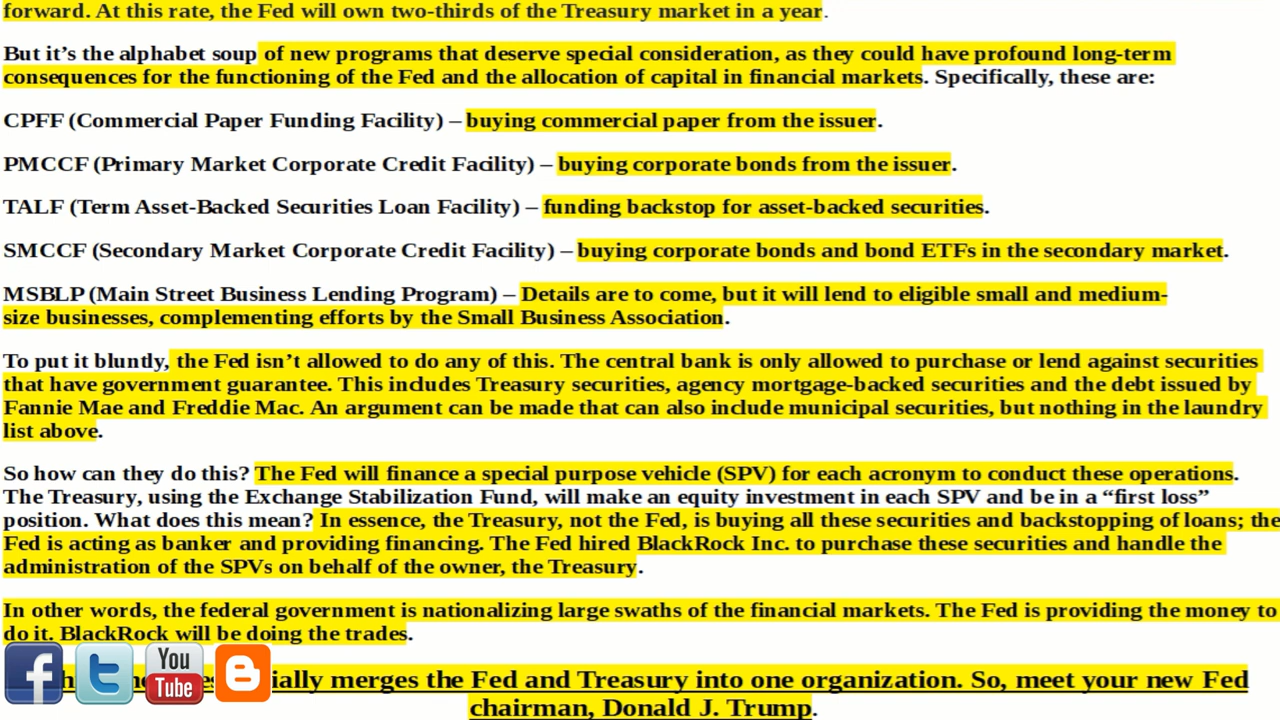 forward. At this rate, the Fed will own two-thirds of the Treasury market in a year.
But it’s the alphabet soup of new programs that deserve special consideration, as they could have profound long-term
consequences for the functioning of the Fed and the allocation of capital in financial markets. Specifically, these are:
CPFF (Commercial Paper Funding Facility) – buying commercial paper from the issuer.
PMCCF (Primary Market Corporate Credit Facility) – buying corporate bonds from the issuer.
TALF (Term Asset-Backed Securities Loan Facility) – funding backstop for asset-backed securities.
SMCCF (Secondary Market Corporate Credit Facility) – buying corporate bonds and bond ETFs in the secondary market.
MSBLP (Main Street Business Lending Program) – Details are to come, but it will lend to eligible small and medium-
size businesses, complementing efforts by the Small Business Association.
To put it bluntly, the Fed isn’t allowed to do any of this. The central bank is only allowed to purchase or lend against securities
that have government guarantee. This includes Treasury securities, agency mortgage-backed securities and the debt issued by
Fannie Mae and Freddie Mac. An argument can be made that can also include municipal securities, but nothing in the laundry
list above.
So how can they do this? The Fed will finance a special purpose vehicle (SPV) for each acronym to conduct these operations.
The Treasury, using the Exchange Stabilization Fund, will make an equity investment in each SPV and be in a “first loss”
position. What does this mean? In essence, the Treasury, not the Fed, is buying all these securities and backstopping of loans; the
Fed is acting as banker and providing financing. The Fed hired BlackRock Inc. to purchase these securities and handle the
administration of the SPVs on behalf of the owner, the Treasury.
In other words, the federal government is nationalizing large swaths of the financial markets. The Fed is providing the money to
do it. BlackRock will be doing the trades.
merges the Fed and Treasury into one organization. So, meet your new Fed
chairman, Donald J. Trump.
f t You B
Tube